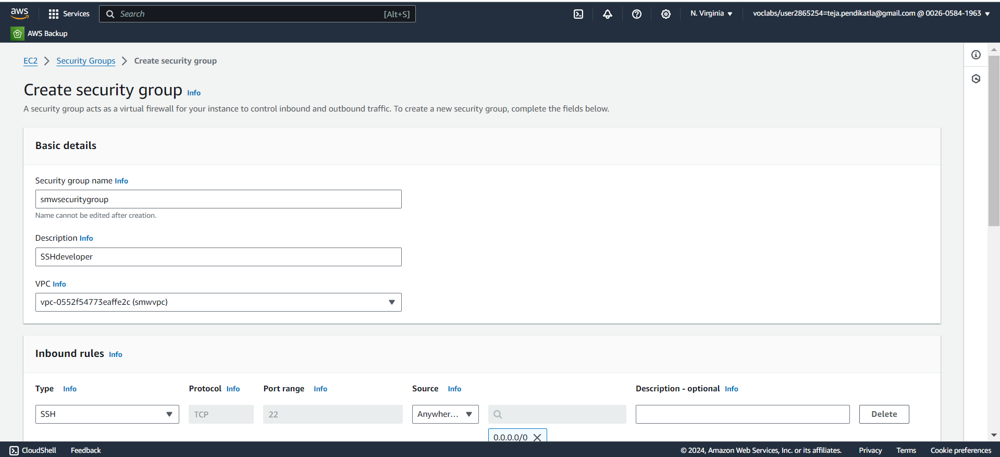 aws Services Search [Alt+S] N. Virginia voclabs/user2865254=teja.pendikatla@gmail.com @ 0026-0584-1963
AWS Backup
EC2 Security Groups Create security group
Create security group Info
A security group acts as a virtual firewall for your instance to control inbound and outbound traffic. To create a new security group, complete the fields below.
Basic details
Security group name Info
smwsecuritygroup
Name cannot be edited after creation.
Description Info
SSHdeveloper
VPC Info
vpc-0552f54773eaffe2c (smwvpc)
Inbound rules Info
Type Info Protocol Info Port range Info Source Info Description - optional Info
SSH TCP 22 Anywher... Delete
0.0.0.0/0
CloudShell Feedback © 2024, Amazon Web Services, Inc. or its affiliates. Privacy Terms Cookie preferences